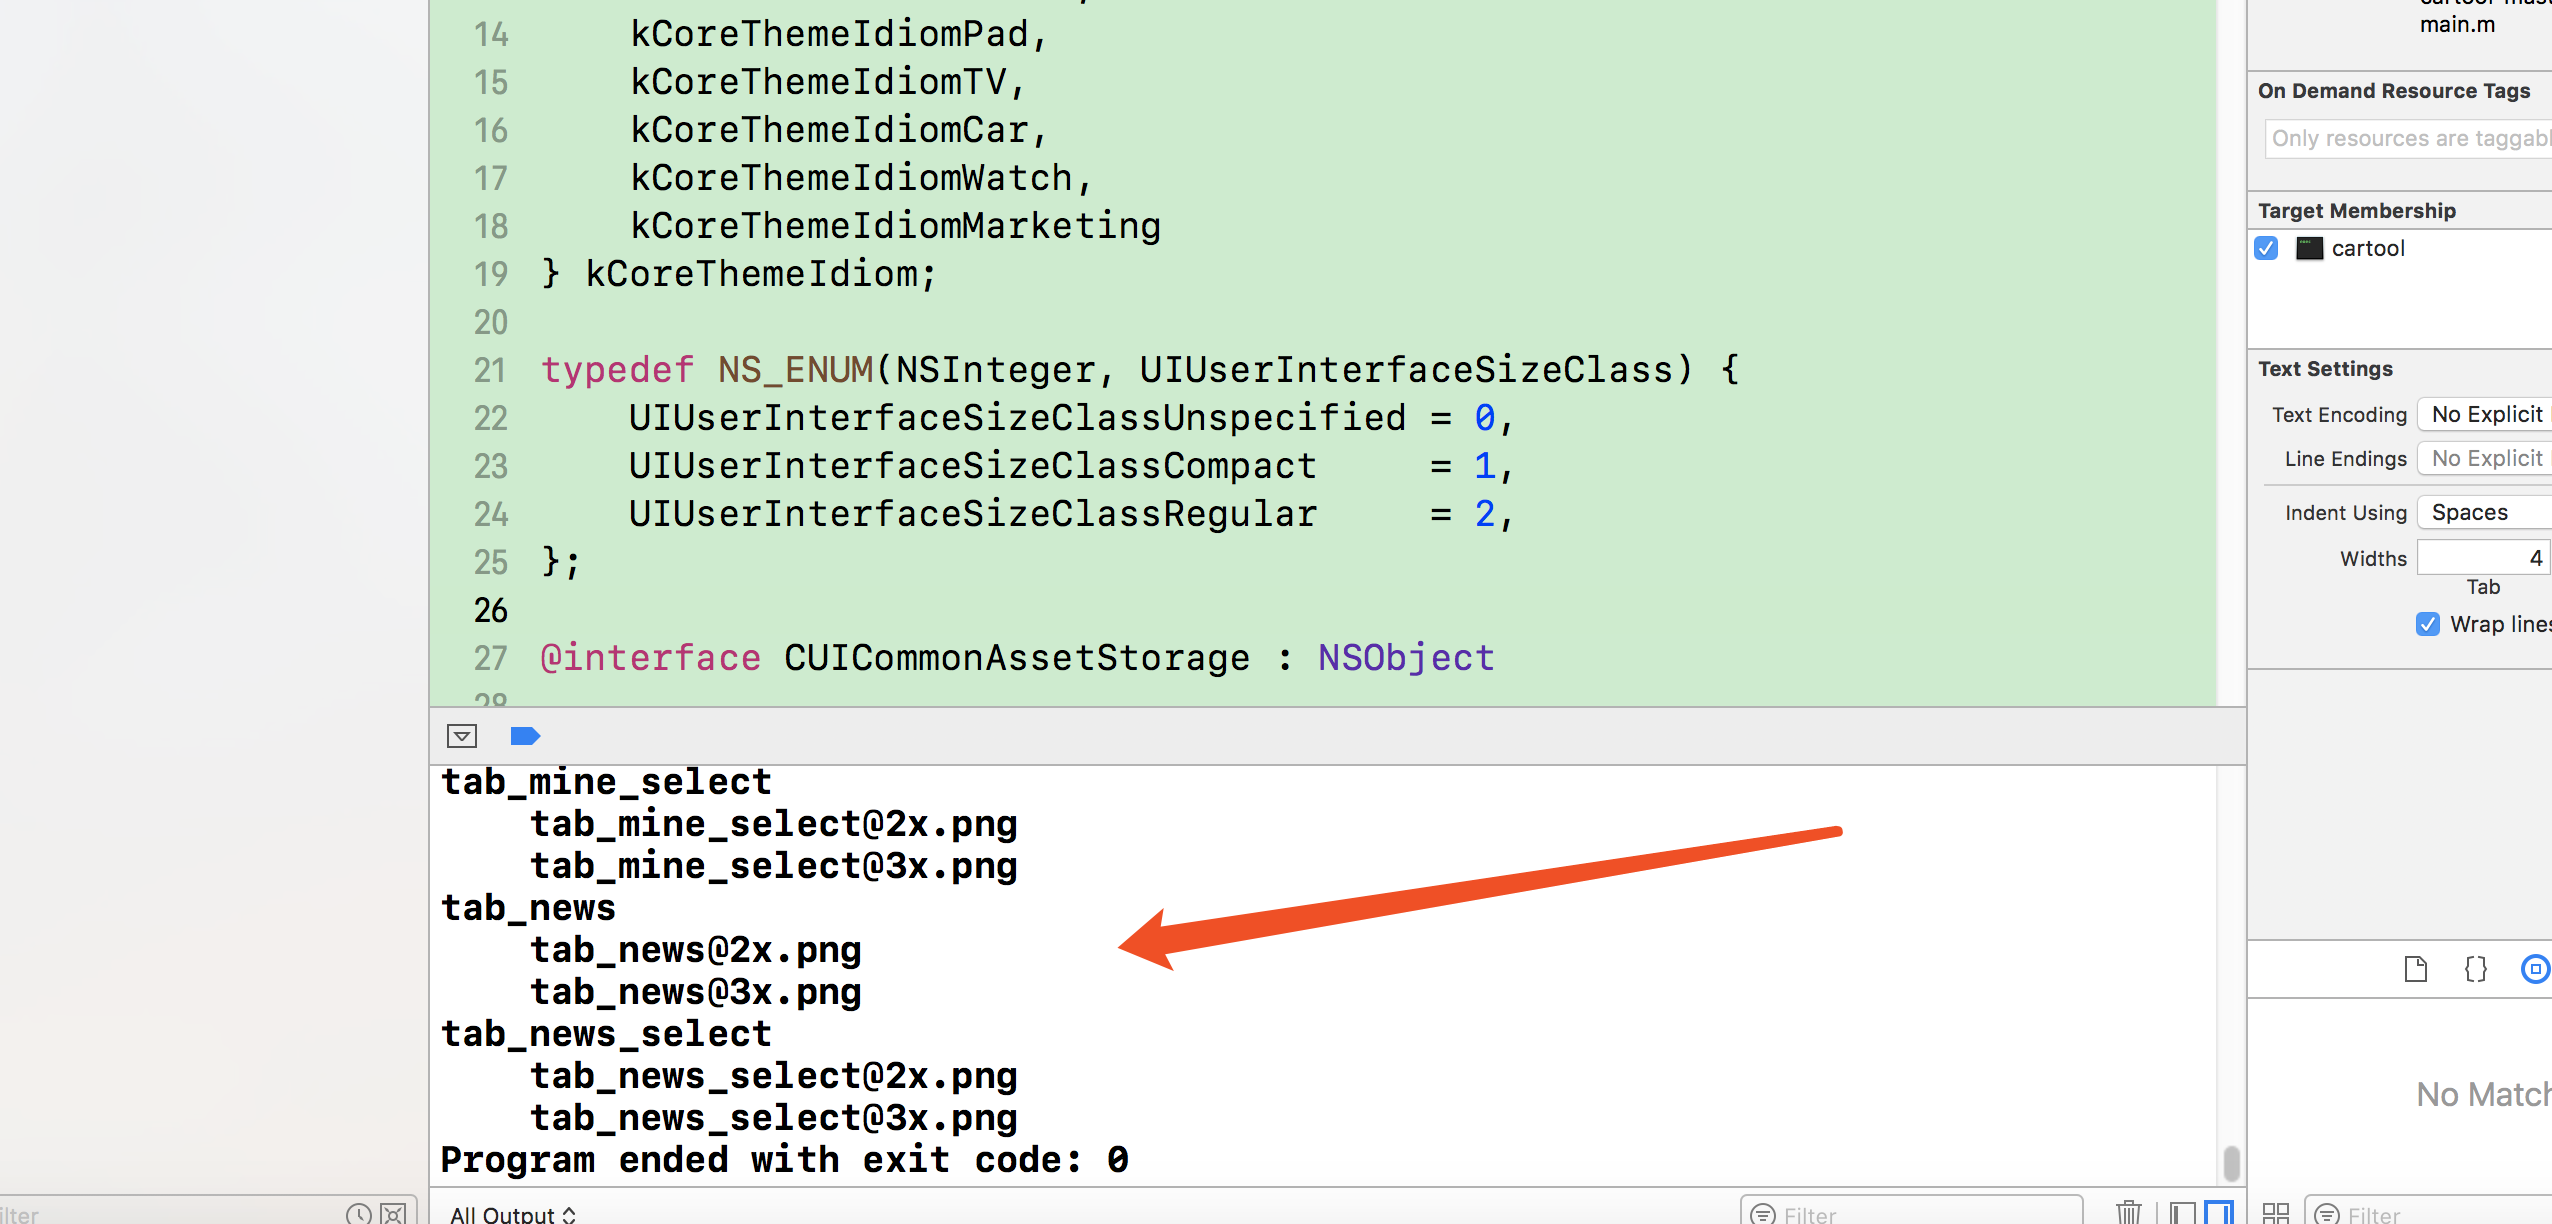 14 kCoreThemeIdiomPad,
15 kCoreThemeIdiomTV,
16 kCoreThemeIdiomCar,
17 kCoreThemeIdiomWatch,
18 kCoreThemeIdiomMarketing
19 } kCoreThemeIdiom;
20
21 typedef NS_ENUM(NSInteger, UIUserInterfaceSizeClass) {
22 UIUserInterfaceSizeClassUnspecified = 0,
23 UIUserInterfaceSizeClassCompact = 1,
24 UIUserInterfaceSizeClassRegular = 2,
25 };
26
27 @interface CUICommonAssetStorage : NSObject
28
tab_mine_select
tab_mine_select@2x.png
tab_mine_select@3x.png
tab_news
tab_news@2x.png
tab_news@3x.png
tab_news_select
tab_news_select@2x.png
tab_news_select@3x.png
Program ended with exit code: 0
All Output
Filter
main.m
On Demand Resource Tags
Only resources are taggabl
Target Membership
cartool
Text Settings
Text Encoding No Explicit
Line Endings No Explicit
Indent Using Spaces
Widths 4
Tab
Wrap lines
{}
No Match
Filter